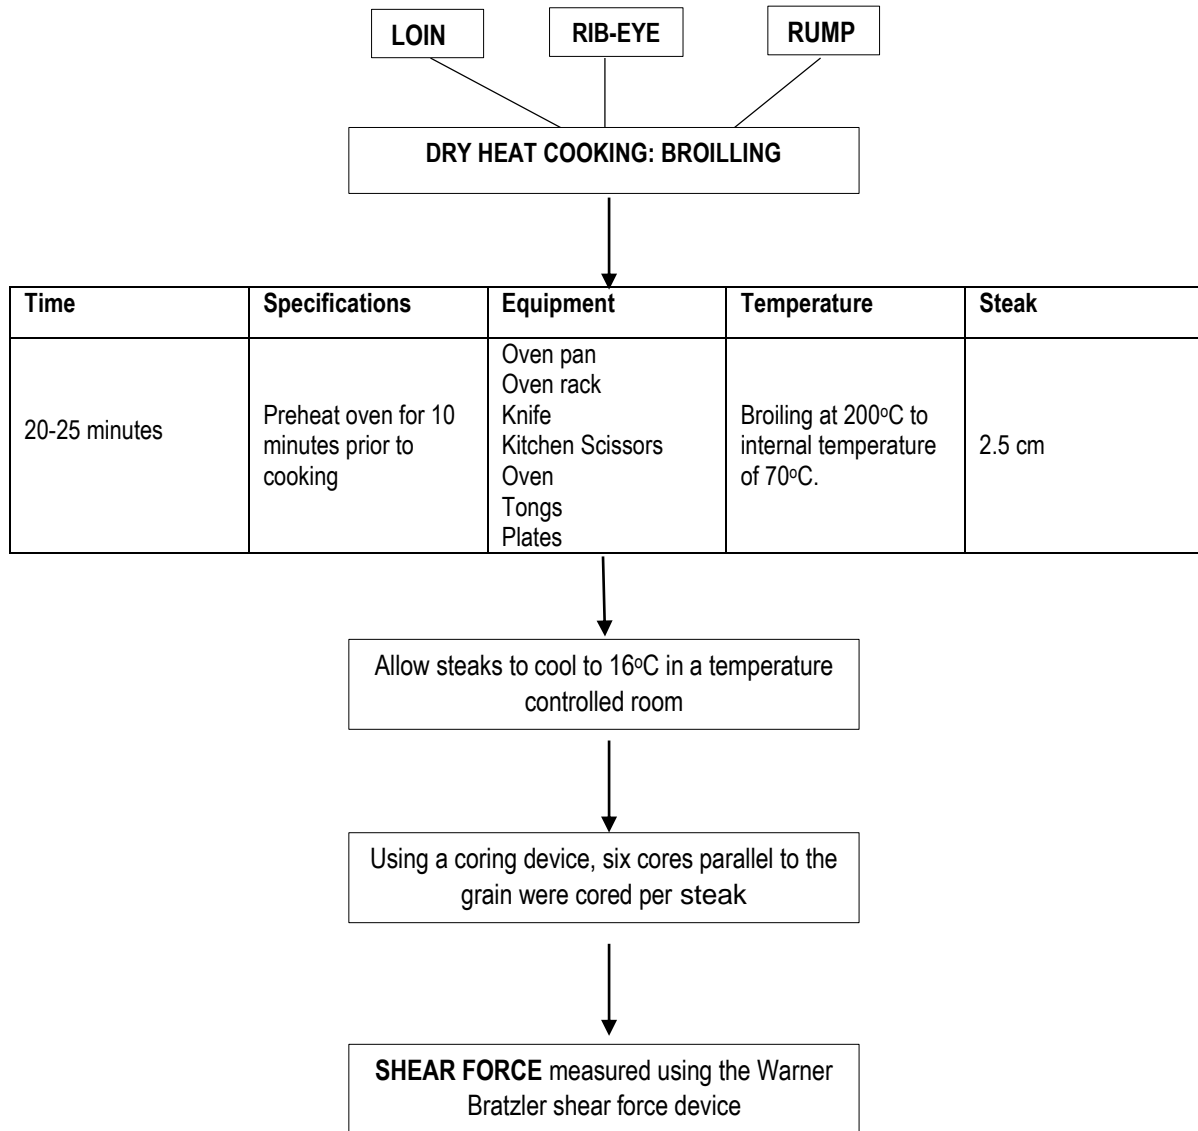 LOIN
RIB-EYE
RUMP
DRY HEAT COOKING: BROILLING
Time
Specifications
Equipment
Temperature
Steak
20-25 minutes
Preheat oven for 10
minutes prior to
cooking
Oven pan
Oven rack
Knife
Kitchen Scissors
Oven
Tongs
Plates
Broiling at 200ºC to
internal temperature
of 70ºC.
2.5 cm
Allow steaks to cool to 16ºC in a temperature
controlled room
Using a coring device, six cores parallel to the
grain were cored per steak
SHEAR FORCE measured using the Warner
Bratzler shear force device